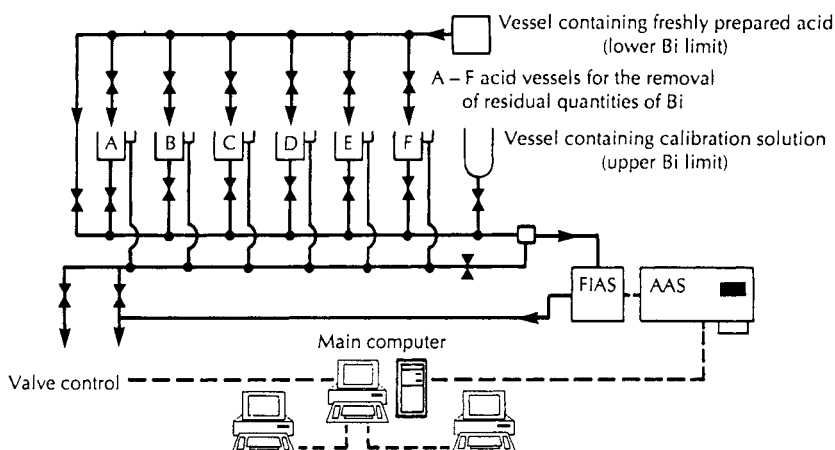 Vessel containing freshly prepared acid
(lower Bi limit)
A – F acid vessels for the removal
of residual quantities of Bi
A B C D E F
Vessel containing calibration solution
(upper Bi limit)
FIAS AAS
Main computer
Valve control